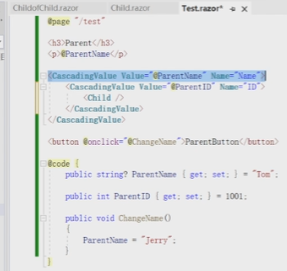 ChildofChild.razor Child.razor Test.razor*
@page "/test"
<h3>Parent</h3>
<p>@ParentName</p>
<CascadingValue Value="@ParentName" Name="Name">
<CascadingValue Value="@ParentID" Name="ID">
<Child />
</CascadingValue>
</CascadingValue>
<button @onclick="@ChangeName">ParentButton</button>
@code {
public string? ParentName { get; set; } = "Tom";
public int ParentID { get; set; } = 1001;
public void ChangeName()
{
ParentName = "Jerry";
}
}